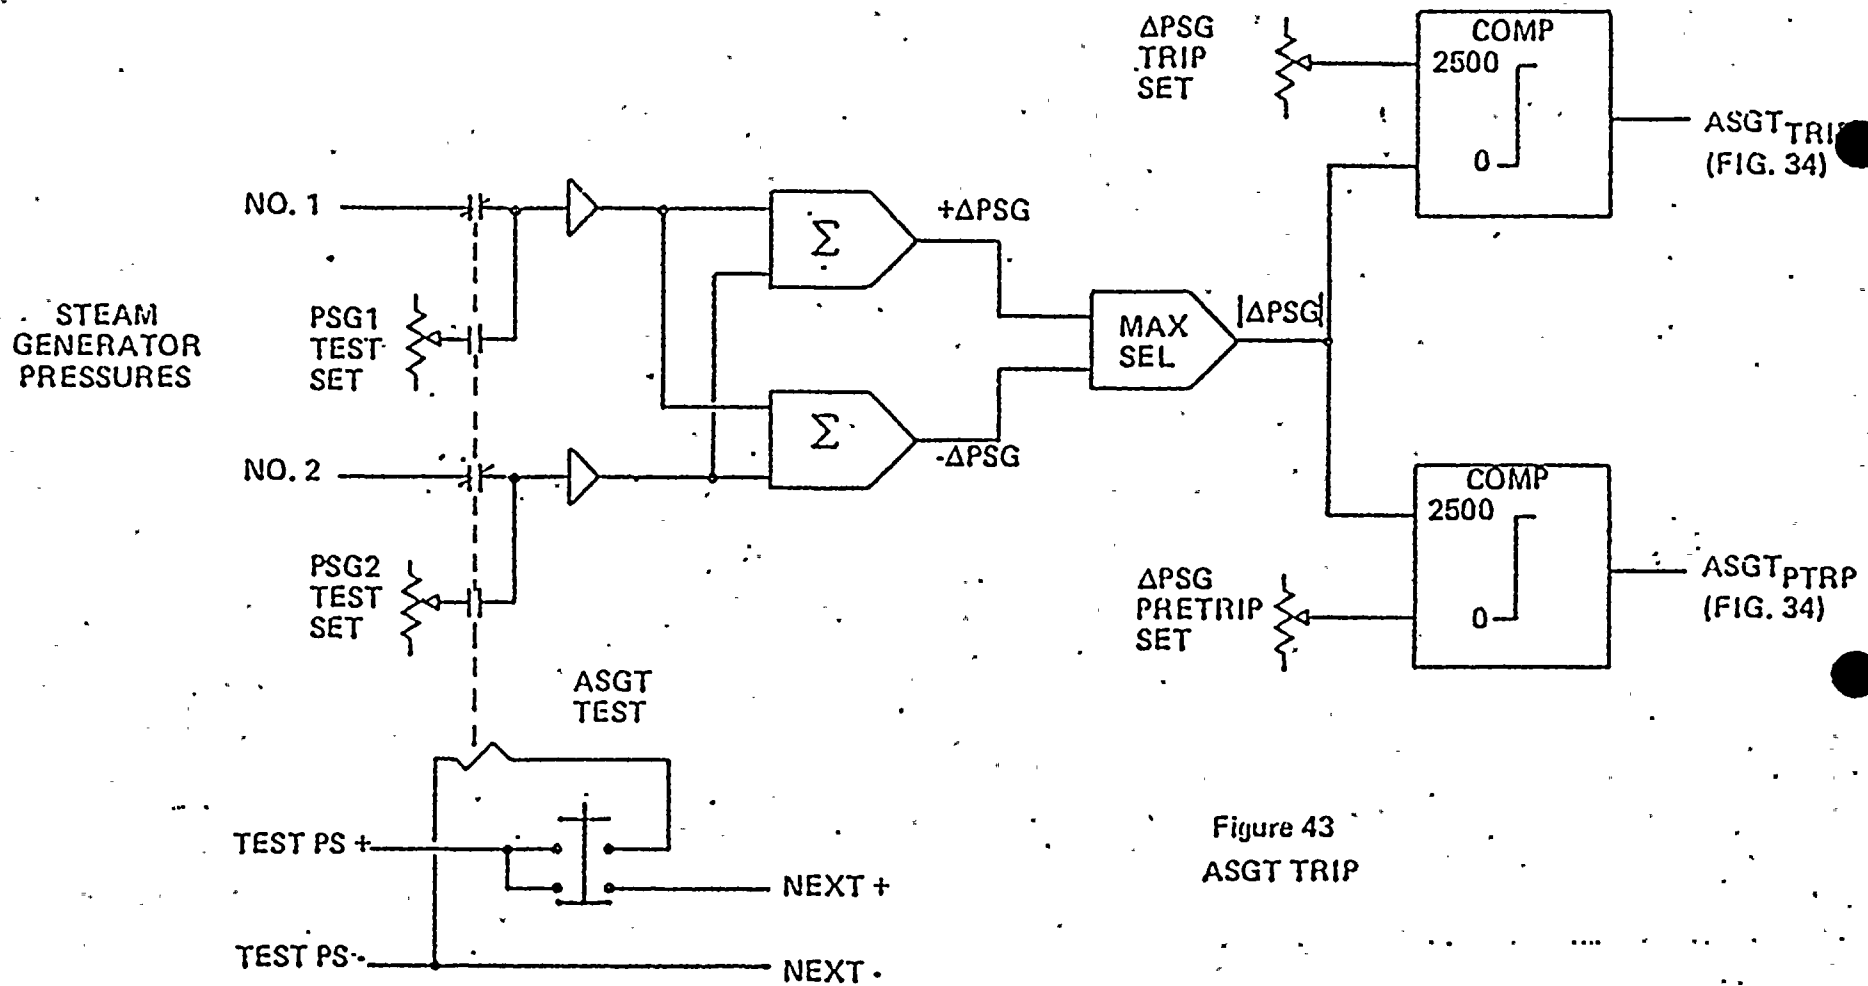 ΔPSG
TRIP
SET
COMP
2500
0
ASGT
(FIG. 34)
NO. 1
+ΔPSG
STEAM
GENERATOR
PRESSURES
PSG1
TEST
SET
Σ
MAX
SEL
|ΔPSG|
Σ
-ΔPSG
NO. 2
PSG2
TEST
SET
ΔPSG
PRETRIP
SET
COMP
2500
0
ASGTPTRP
(FIG. 34)
ASGT
TEST
TEST PS +
NEXT +
TEST PS -
NEXT -
Figure 43
ASGT TRIP